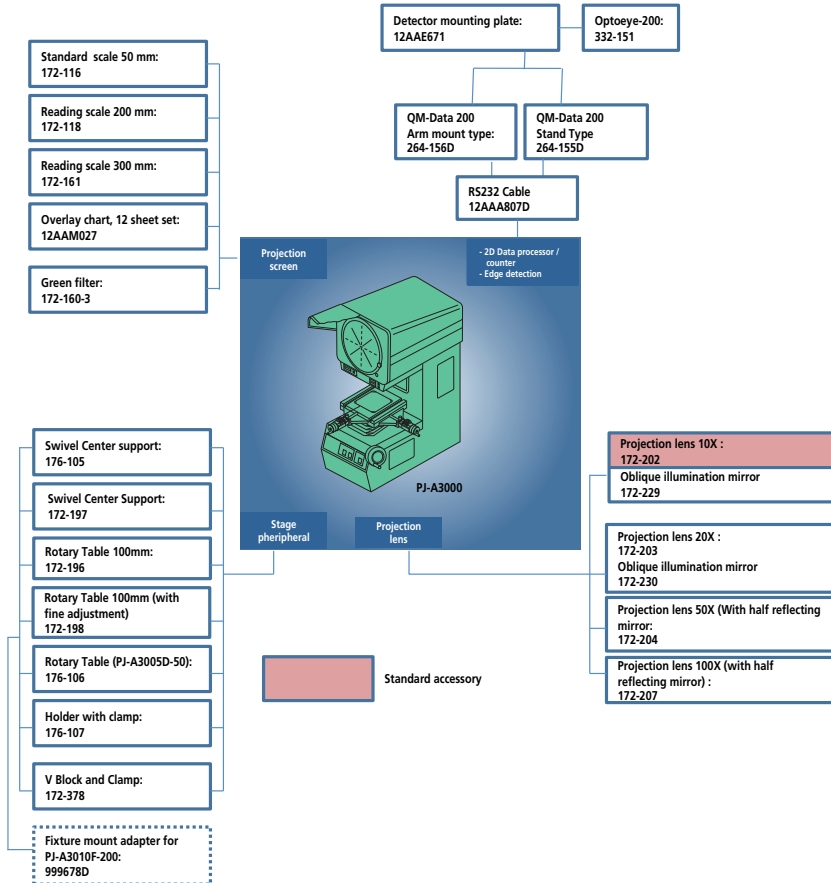 Detector mounting plate:
12AAE671
Optoeye-200:
332-151
Standard scale 50 mm:
172-116
Reading scale 200 mm:
172-118
Reading scale 300 mm:
172-161
Overlay chart, 12 sheet set:
12AAM027
Green filter:
172-160-3
QM-Data 200
Arm mount type:
264-156D
QM-Data 200
Stand Type
264-155D
RS232 Cable
12AAA807D
Projection
screen
- 2D Data processor /
counter
- Edge detection
PJ-A3000
Stage
pheripheral
Projection
lens
Swivel Center support:
176-105
Swivel Center Support:
172-197
Rotary Table 100mm:
172-196
Rotary Table 100mm (with
fine adjustment)
172-198
Rotary Table (PJ-A3005D-50):
176-106
Holder with clamp:
176-107
V Block and Clamp:
172-378
Fixture mount adapter for
PJ-A3010F-200:
999678D
Standard accessory
Projection lens 10X :
172-202
Oblique illumination mirror
172-229
Projection lens 20X :
172-203
Oblique illumination mirror
172-230
Projection lens 50X (With half reflecting
mirror:
172-204
Projection lens 100X (with half
reflecting mirror) :
172-207